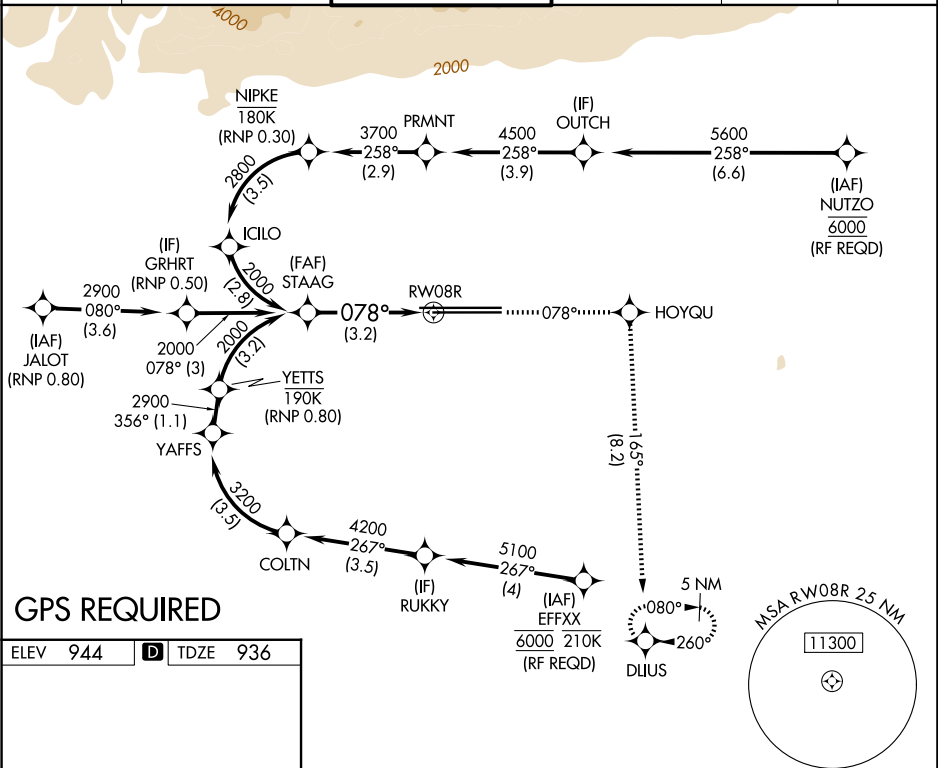 4000
2000
NIPKE
180K
(RNP 0.30)
PRMNT
(IF)
OUTCH
3700
258°
(2.9)
4500
258°
(3.9)
5600
258°
(6.6)
(IAF)
NUTZO
6000
(RF REQD)
2800
(3.5)
ICILO
(IF)
GRHRT
(RNP 0.50)
2000
(2.8)
(FAF)
STAAG
RW08R
078°
(3.2)
078°
HOYQU
2900
080°
(3.6)
(IAF)
JALOT
(RNP 0.80)
2000
078° (3)
2000
(3.2)
YETTS
190K
(RNP 0.80)
2900
356° (1.1)
YAFFS
165°
(8.2)
3200
(3.5)
COLTN
4200
267°
(3.5)
(IF)
RUKKY
5100
267°
(4)
(IAF)
EFFXX
6000 210K
(RF REQD)
5 NM
080°
260°
DLIUS
MSA RW08R 25 NM
11300
GPS REQUIRED
ELEV 944 D TDZE 936